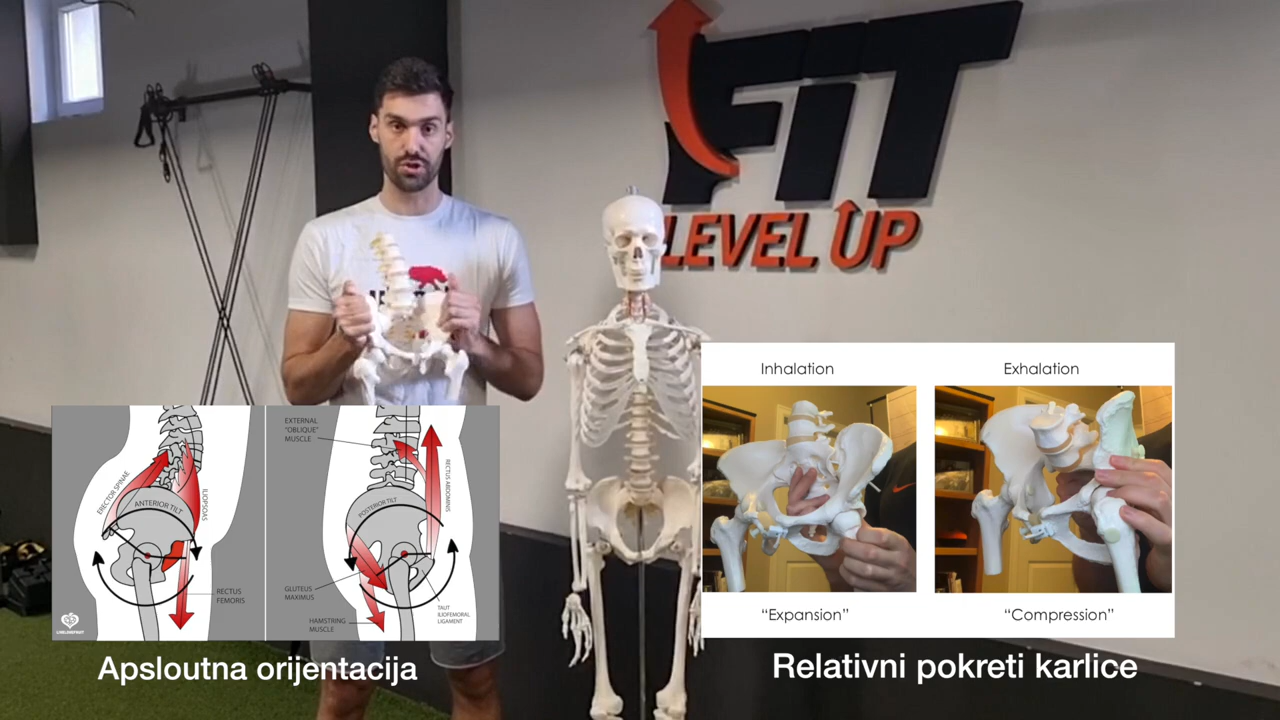 FIT
LEVEL UP
EXTERNAL
"OBLIQUE"
MUSCLE
ERECTOR SPINAE
ILIOPSOAS
ANTERIOR TILT
RECTUS
FEMORIS
LIVELOVEFRUIT
RECTUS ABDOMINIS
POSTERIOR TILT
GLUTEUS
MAXIMUS
HAMSTRING
MUSCLE
TAUT
ILIOFEMORAL
LIGAMENT
Inhalation
Exhalation
“Expansion”
“Compression”
Apsloutna orijentacija
Relativni pokreti karlice